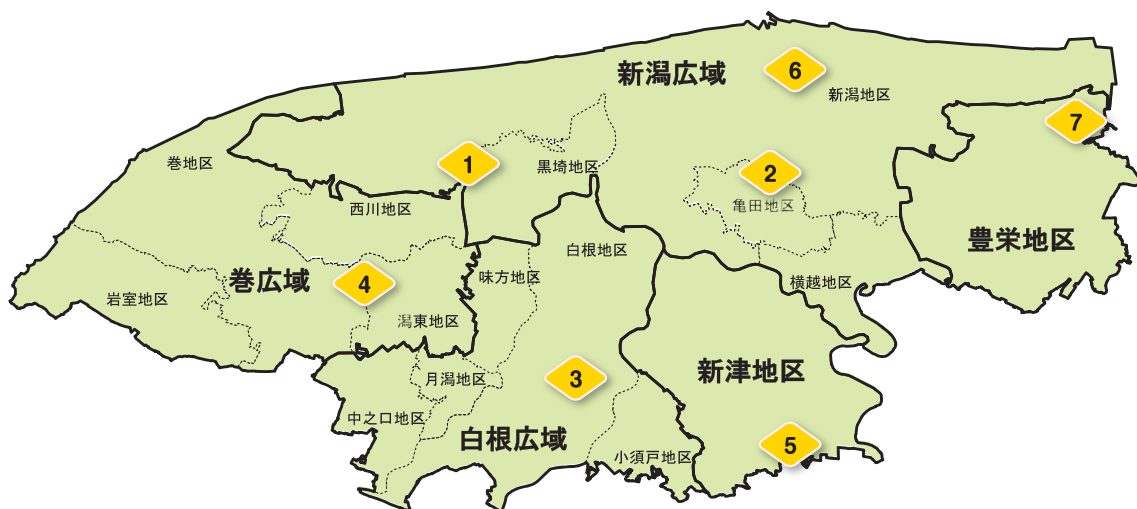 新潟広域
6
新潟地区
7
巻地区
1
黒埼地区
2
亀田地区
西川地区
豊栄地区
白根地区
味方地区
巻広域
4
横越地区
岩室地区
潟東地区
新津地区
月潟地区
3
中之口地区
白根広域
5
小須戸地区